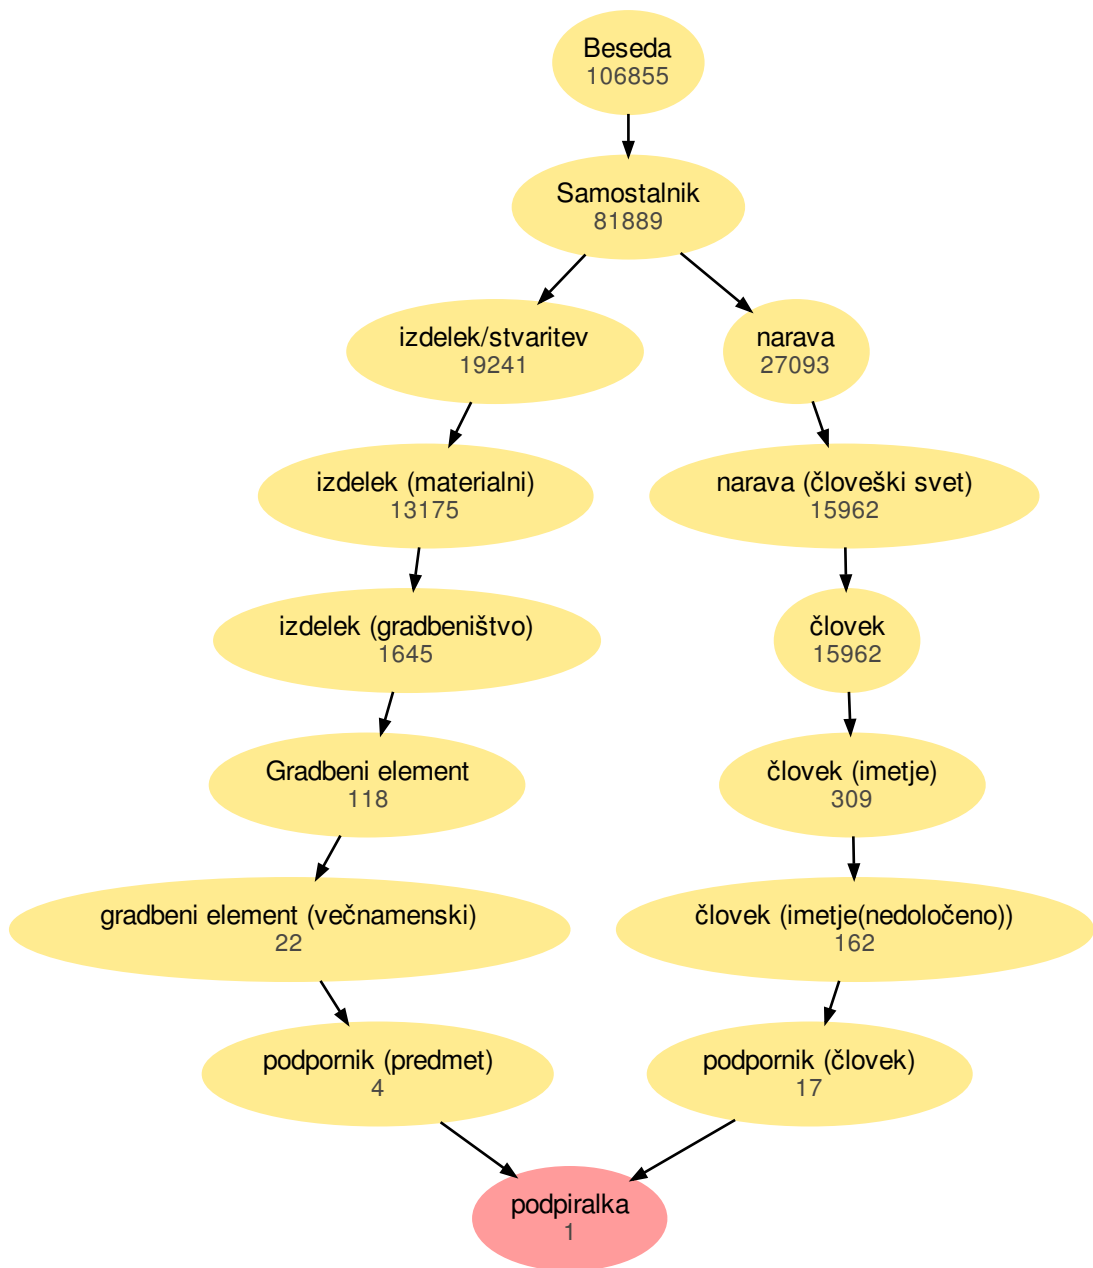 Beseda
106855
Samostalnik
81889
izdelek/stvaritev
19241
narava
27093
izdelek (materialni)
13175
narava (človeški svet)
15962
izdelek (gradbeništvo)
1645
človek
15962
Gradbeni element
118
človek (imetje)
309
gradbeni element (večnamenski)
22
človek (imetje(nedoločeno))
162
podpornik (predmet)
4
podpornik (človek)
17
podpiralka
1